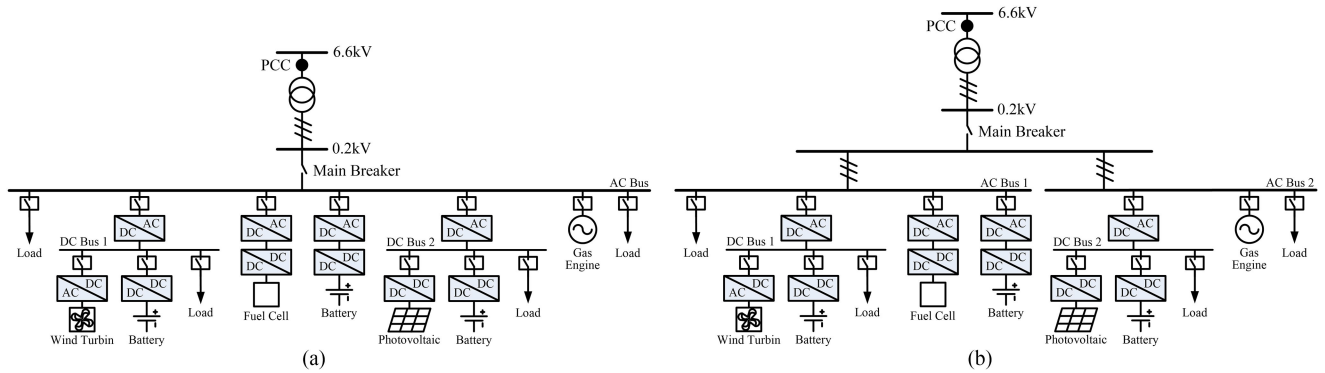 6.6kV
PCC
0.2kV
Main Breaker
AC Bus
DC AC
DC AC
DC AC
DC AC
Load
DC Bus 1
DC Bus 2
Gas
Engine
Load
AC DC
DC DC
DC DC
DC DC
DC DC
DC DC
Load
Load
Wind Turbin
Battery
Fuel Cell
Battery
Photovoltaic
Battery
(a)
6.6kV
PCC
0.2kV
Main Breaker
AC Bus 1
AC Bus 2
DC AC
DC AC
DC AC
DC AC
Load
DC Bus 1
DC Bus 2
Gas
Engine
Load
AC DC
DC DC
DC DC
DC DC
DC DC
DC DC
Load
Load
Wind Turbin
Battery
Fuel Cell
Battery
Photovoltaic
Battery
(b)